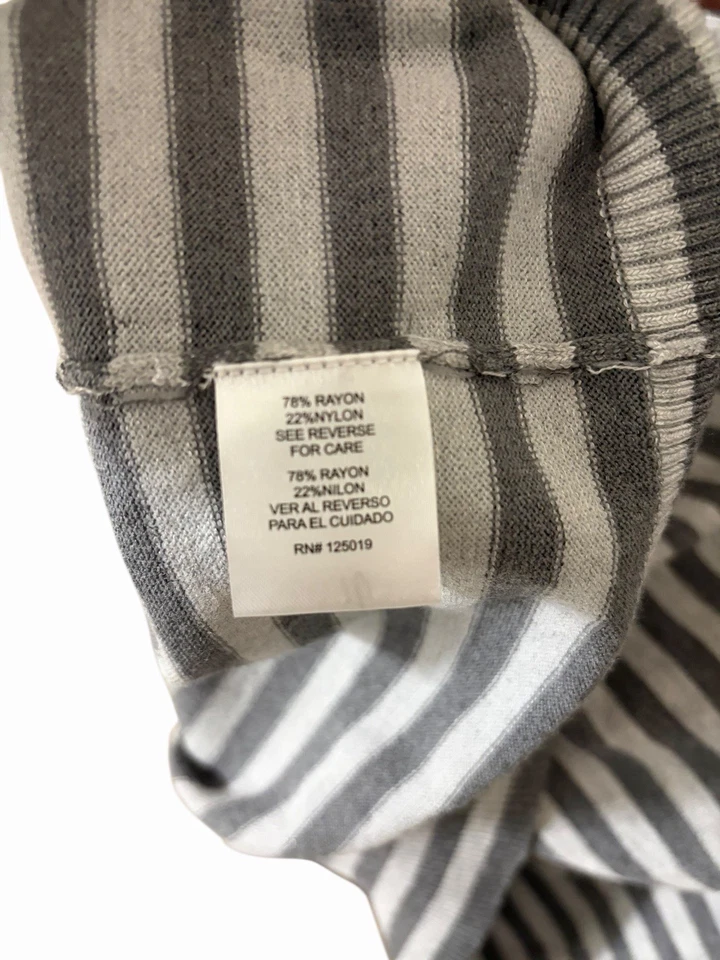 78% RAYON
22%NYLON
SEE REVERSE
FOR CARE
78% RAYON
22%NILON
VER AL REVERSO
PARA EL CUIDADO
RN# 125019